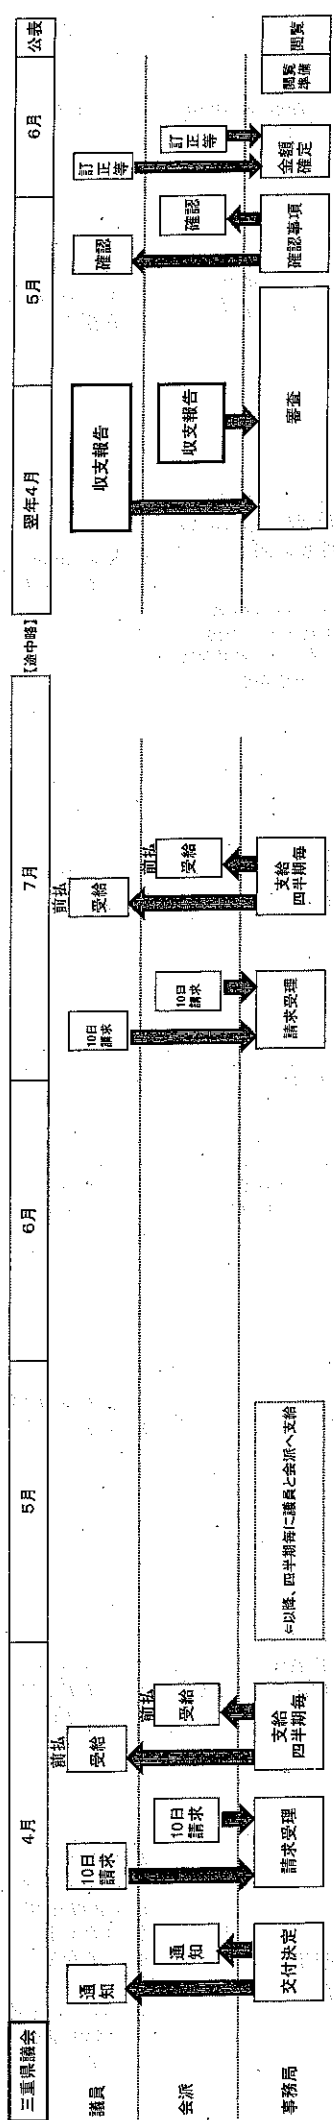 三重県議会
4月
5月
6月
7月
【途中略】
翌年4月
5月
6月
公表
議員
通知
10日
請求
前払
受給
10日
請求
前払
受給
収支報告
確認
訂正等
会派
通知
10日
請求
前払
受給
10日
請求
前払
受給
収支報告
確認
訂正等
事務局
交付決定
請求受理
支給
四半期毎
⇐以降、四半期毎に議員と会派へ支給
請求受理
支給
四半期毎
審査
確認事項
金額
確定
閲覧
準備
閲覧